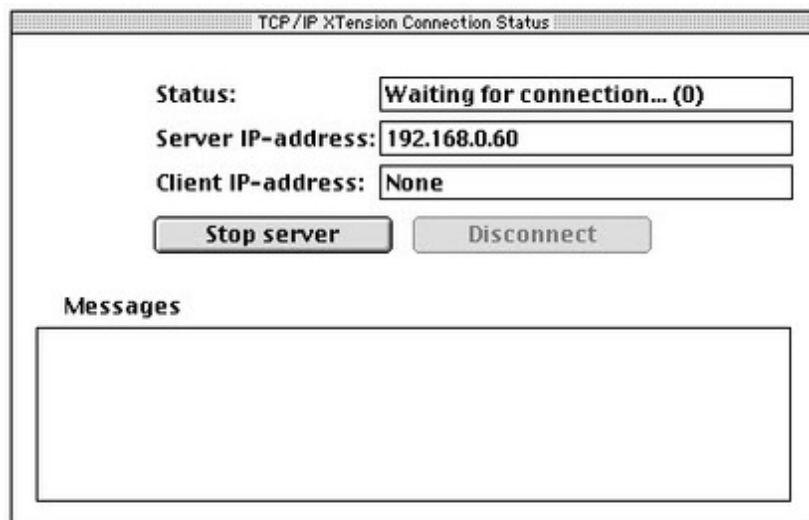 TCP/IP XTension Connection Status
Status: Waiting for connection... (0)
Server IP-address: 192.168.0.60
Client IP-address: None
Stop server Disconnect
Messages